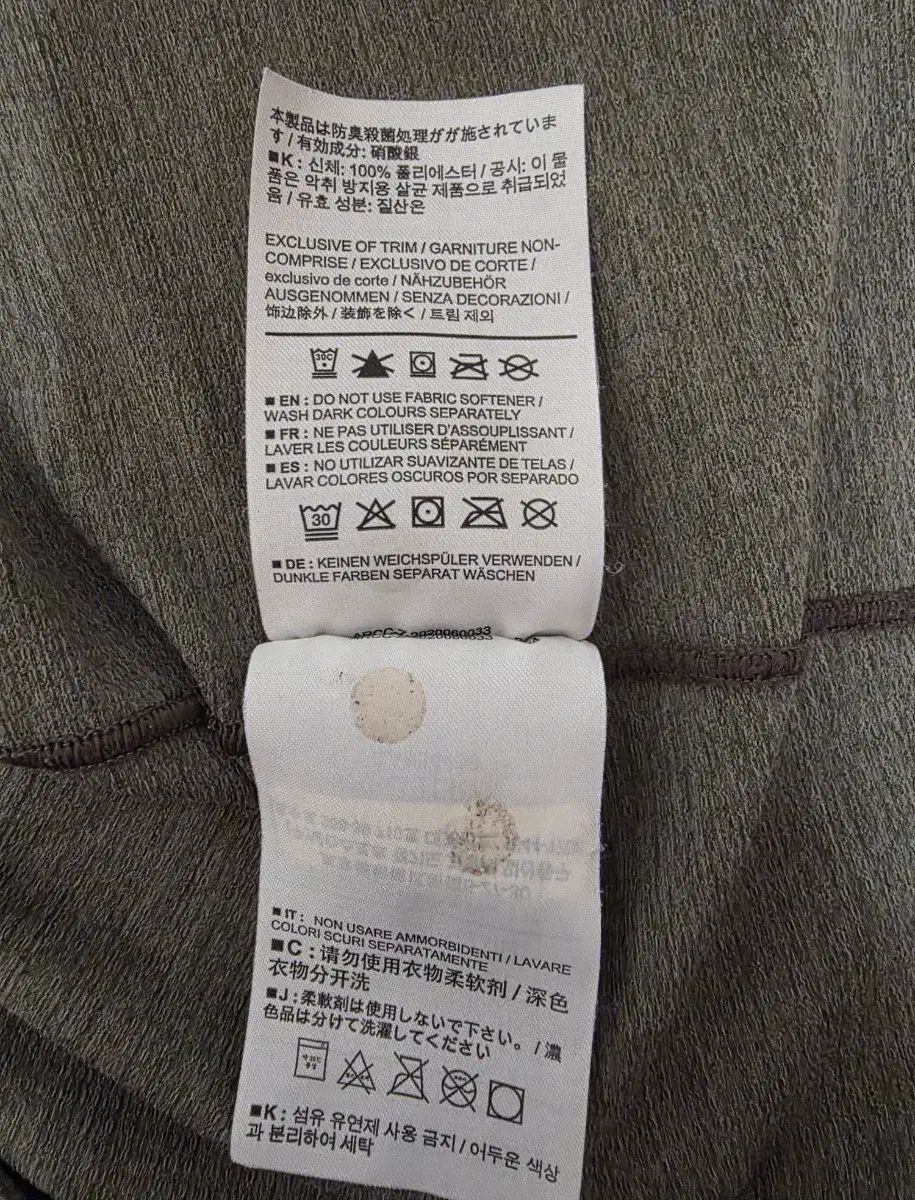 本製品は防臭殺菌処理がが施されていま
す / 有効成分: 硝酸銀
■K : 신체: 100% 폴리에스터 / 공시: 이 물
품은 악취 방지용 살균 제품으로 취급되었
음 / 유효 성분: 질산은
EXCLUSIVE OF TRIM / GARNITURE NON-
COMPRISE / EXCLUSIVO DE CORTE /
exclusivo de corte / NÄHZUBEHÖR
AUSGENOMMEN / SENZA DECORAZIONI /
饰边除外 / 装飾を除く / 트림 제외
30C
■ EN : DO NOT USE FABRIC SOFTENER /
WASH DARK COLOURS SEPARATELY
■ FR : NE PAS UTILISER D'ASSOUPLISSANT /
LAVER LES COULEURS SÉPARÉMENT
■ ES : NO UTILIZAR SUAVIZANTE DE TELAS /
LAVAR COLORES OSCUROS POR SEPARADO
30
■ DE : KEINEN WEICHSPÜLER VERWENDEN /
DUNKLE FARBEN SEPARAT WÄSCHEN
■ IT : NON USARE AMMORBIDENTI / LAVARE
COLORI SCURI SEPARATAMENTE
■C : 请勿使用衣物柔软剂 / 深色
衣物分开洗
■J : 柔軟剤は使用しないで下さい。 / 濃
色品は分けて洗濯してください
■K : 섬유 유연제 사용 금지 / 어두운 색상
과 분리하여 세탁